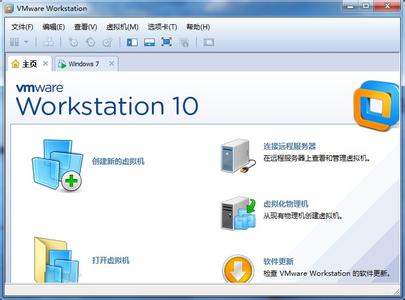 VMware Workstation
文件(F) 编辑(E) 查看(V) 虚拟机(M) 选项卡(T) 帮助(H)
主页 Windows 7
vmware
Workstation 10
创建新的虚拟机
连接远程服务器
在远程服务器上查看和管理虚拟机。
虚拟化物理机
从现有物理机创建虚拟机。
打开虚拟机
软件更新
检查 VMware Workstation 的软件更新。